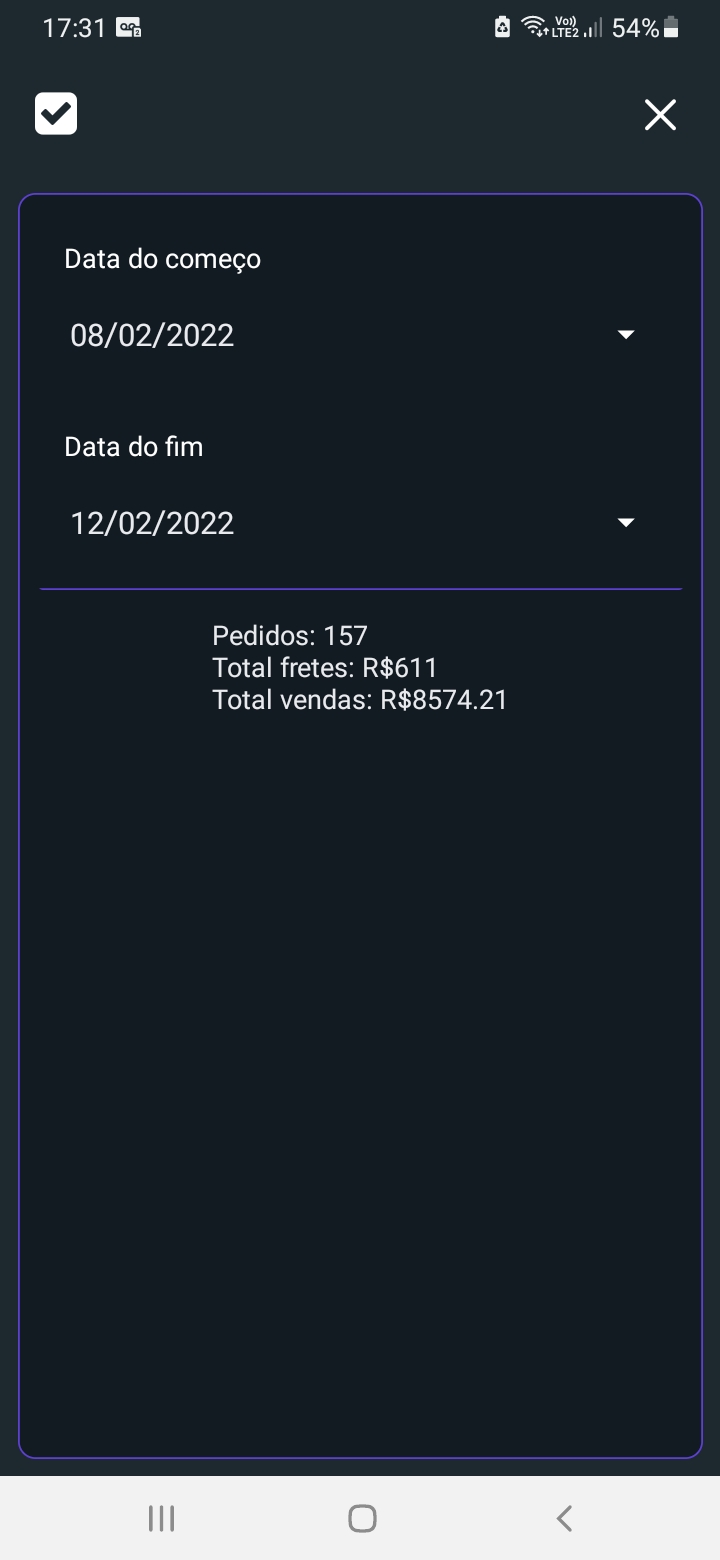 17:31
Vo))
LTE2
54%
Data do começo
08/02/2022
Data do fim
12/02/2022
Pedidos: 157
Total fretes: R$611
Total vendas: R$8574.21